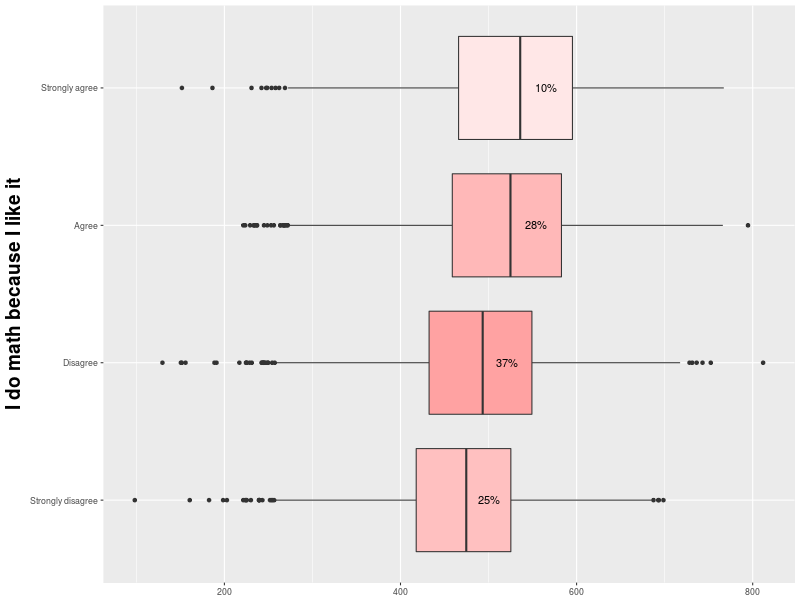 I do math because I like it
Strongly agree
10%
Agree
28%
Disagree
37%
Strongly disagree
25%
200 400 600 800